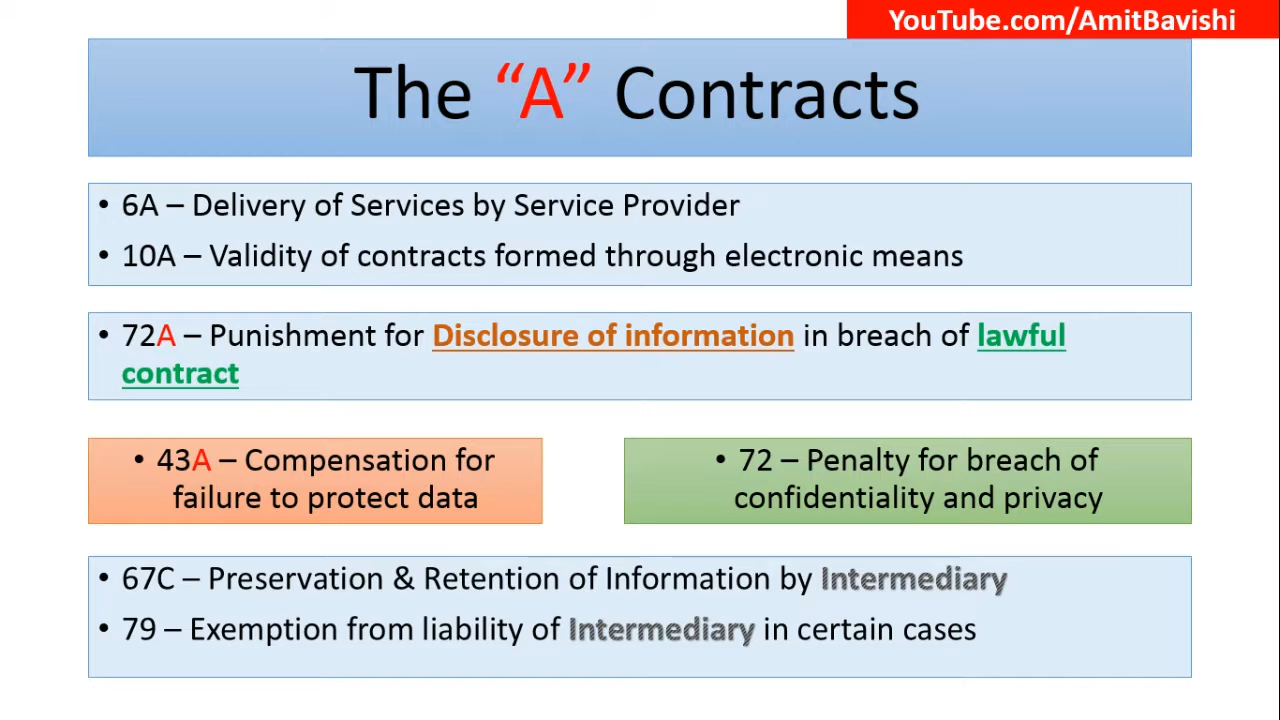 YouTube.com/AmitBavishi
The “A” Contracts
• 6A – Delivery of Services by Service Provider
• 10A – Validity of contracts formed through electronic means
• 72A – Punishment for Disclosure of information in breach of lawful
contract
• 43A – Compensation for
failure to protect data
• 72 – Penalty for breach of
confidentiality and privacy
• 67C – Preservation & Retention of Information by Intermediary
• 79 – Exemption from liability of Intermediary in certain cases